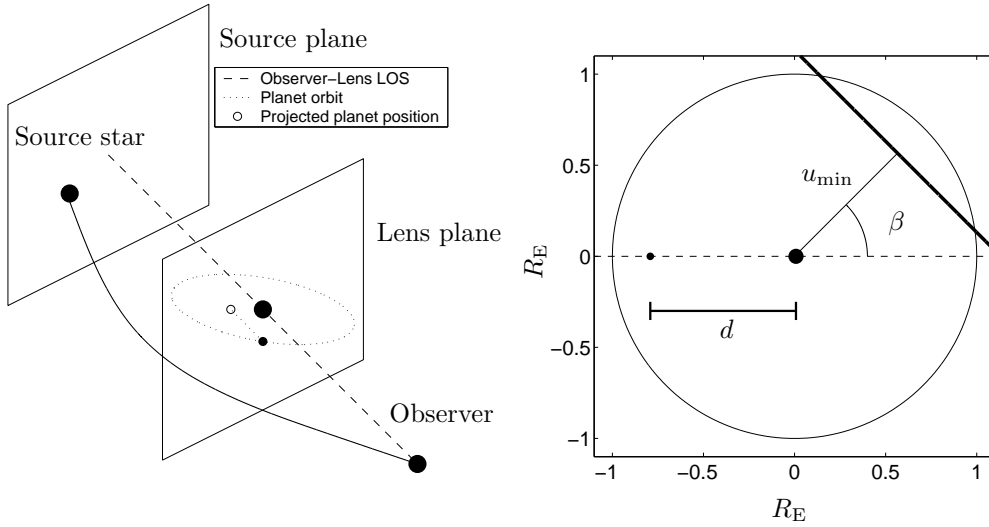 Source plane
Observer−Lens LOS
Planet orbit
Projected planet position
Source star
Lens plane
Observer
1
0.5
0
−0.5
−1
R_E
u_min
β
d
−1
−0.5
0
0.5
1
R_E